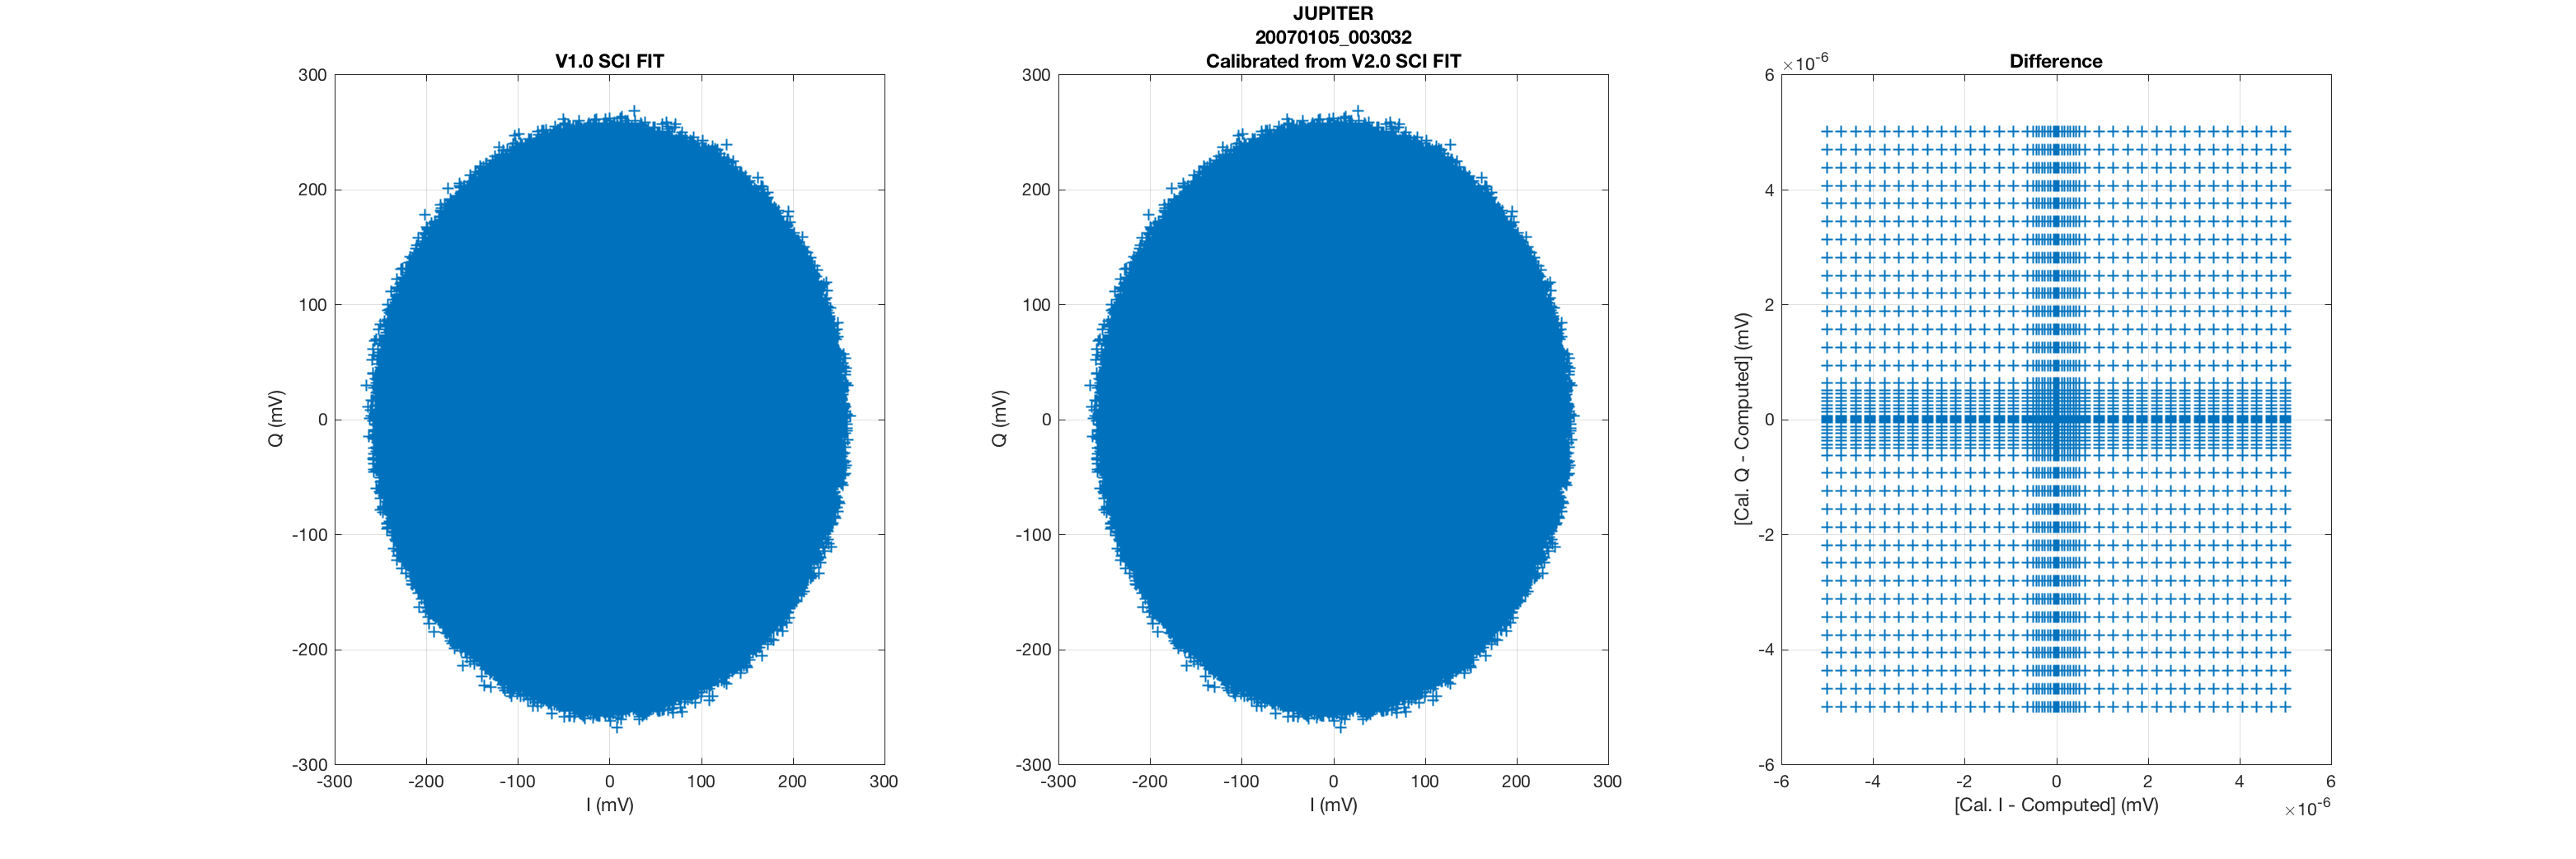 V1.0 SCI FIT
300
200
100
0
-100
-200
-300
Q (mV)
-300 -200 -100 0 100 200 300
I (mV)
JUPITER
20070105_003032
Calibrated from V2.0 SCI FIT
300
200
100
0
-100
-200
-300
Q (mV)
-300 -200 -100 0 100 200 300
I (mV)
Difference
×10-6
6
4
2
0
-2
-4
-6
[Cal. Q - Computed] (mV)
-6 -4 -2 0 2 4 6
[Cal. I - Computed] (mV)
×10-6